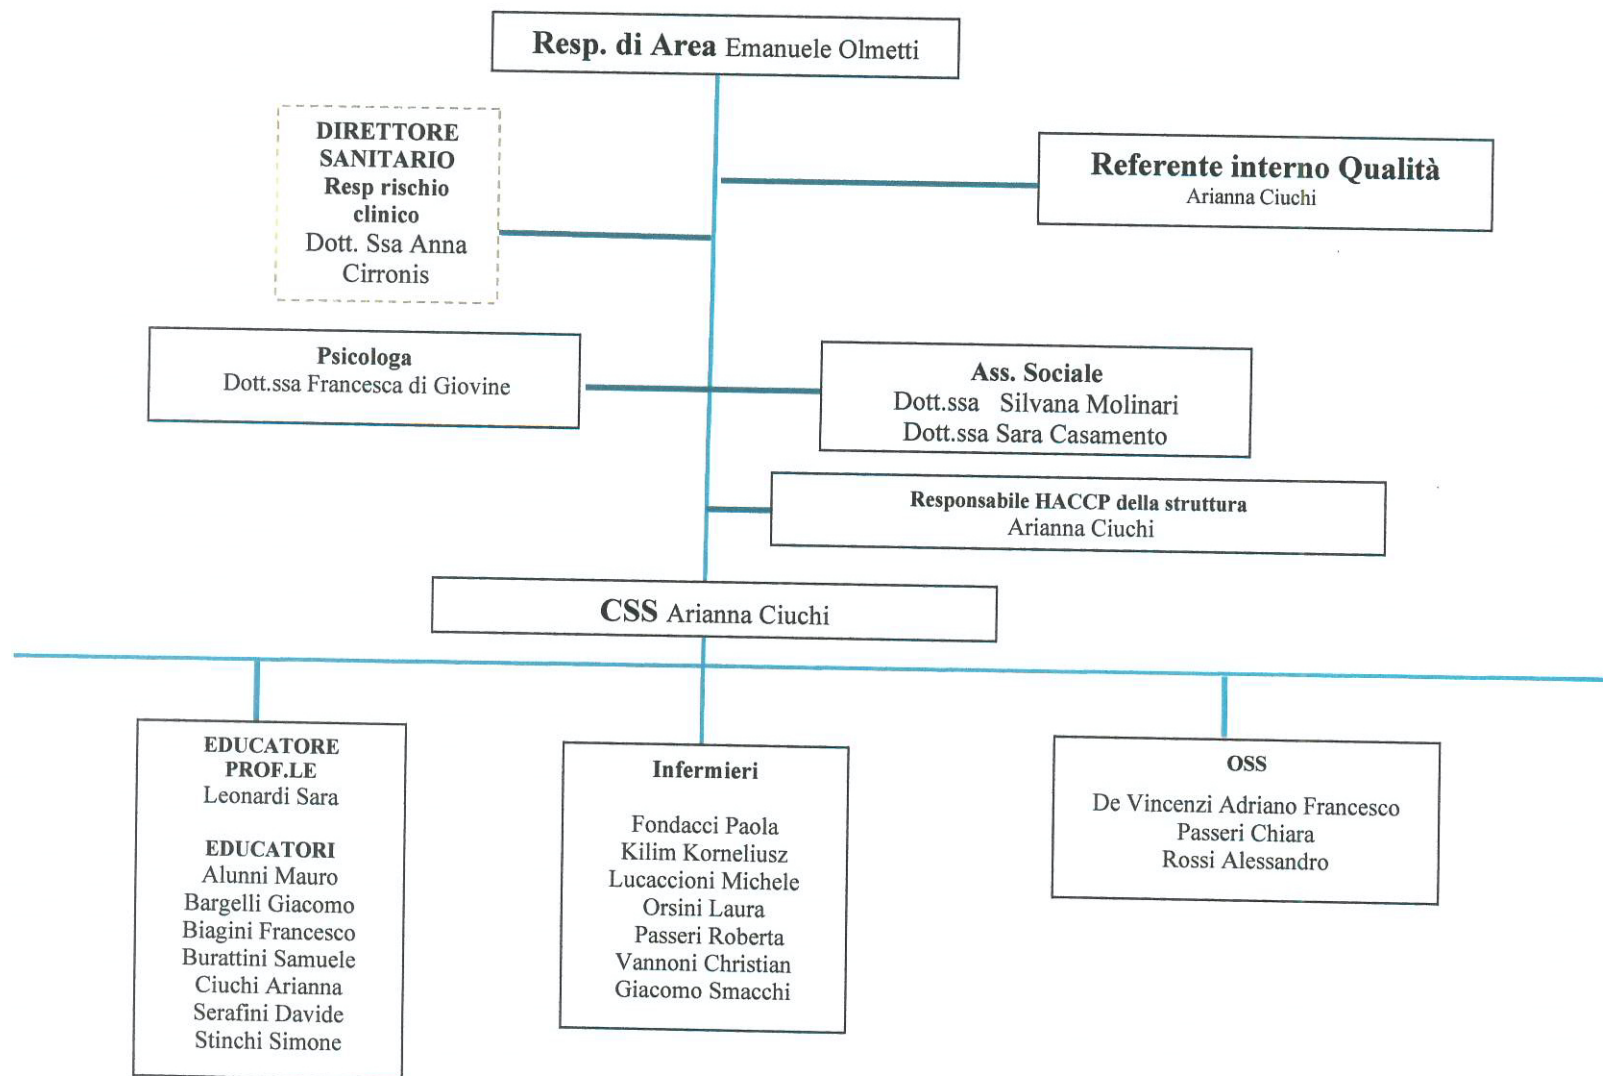 Resp. di Area Emanuele Olmetti
DIRETTORE
SANITARIO
Resp rischio
clinico
Dott. Ssa Anna
Cirronis
Referente interno Qualità
Arianna Ciuchi
Psicologa
Dott.ssa Francesca di Giovine
Ass. Sociale
Dott.ssa Silvana Molinari
Dott.ssa Sara Casamento
Responsabile HACCP della struttura
Arianna Ciuchi
CSS Arianna Ciuchi
EDUCATORE
PROF.LE
Leonardi Sara
EDUCATORI
Alunni Mauro
Bargelli Giacomo
Biagini Francesco
Burattini Samuele
Ciuchi Arianna
Serafini Davide
Stinchi Simone
Infermieri
Fondacci Paola
Kilim Korneliusz
Lucaccioni Michele
Orsini Laura
Passeri Roberta
Vannoni Christian
Giacomo Smacchi
OSS
De Vincenzi Adriano Francesco
Passeri Chiara
Rossi Alessandro